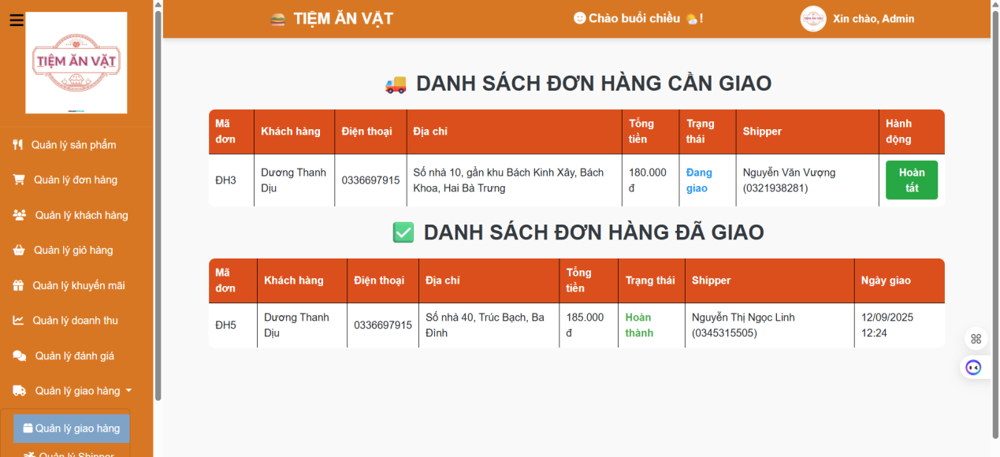 TIỆM ĂN VẶT
Quản lý sản phẩm
Quản lý đơn hàng
Quản lý khách hàng
Quản lý giỏ hàng
Quản lý khuyến mãi
Quản lý doanh thu
Quản lý đánh giá
Quản lý giao hàng
Quản lý giao hàng
Quản lý Shipper
🍔 TIỆM ĂN VẶT
Chào buổi chiều 🌤️!
TIỆM ĂN VẶT
Xin chào, Admin
🚚 DANH SÁCH ĐƠN HÀNG CẦN GIAO
Mã đơn | Khách hàng | Điện thoại | Địa chỉ | Tổng tiền | Trạng thái | Shipper | Hành động
ĐH3 | Dương Thanh Dịu | 0336697915 | Số nhà 10, gần khu Bách Kinh Xây, Bách Khoa, Hai Bà Trưng | 180.000 đ | Đang giao | Nguyễn Văn Vượng (0321938281) | Hoàn tất
✅ DANH SÁCH ĐƠN HÀNG ĐÃ GIAO
Mã đơn | Khách hàng | Điện thoại | Địa chỉ | Tổng tiền | Trạng thái | Shipper | Ngày giao
ĐH5 | Dương Thanh Dịu | 0336697915 | Số nhà 40, Trúc Bạch, Ba Đình | 185.000 đ | Hoàn thành | Nguyễn Thị Ngọc Linh (0345315505) | 12/09/2025 12:24